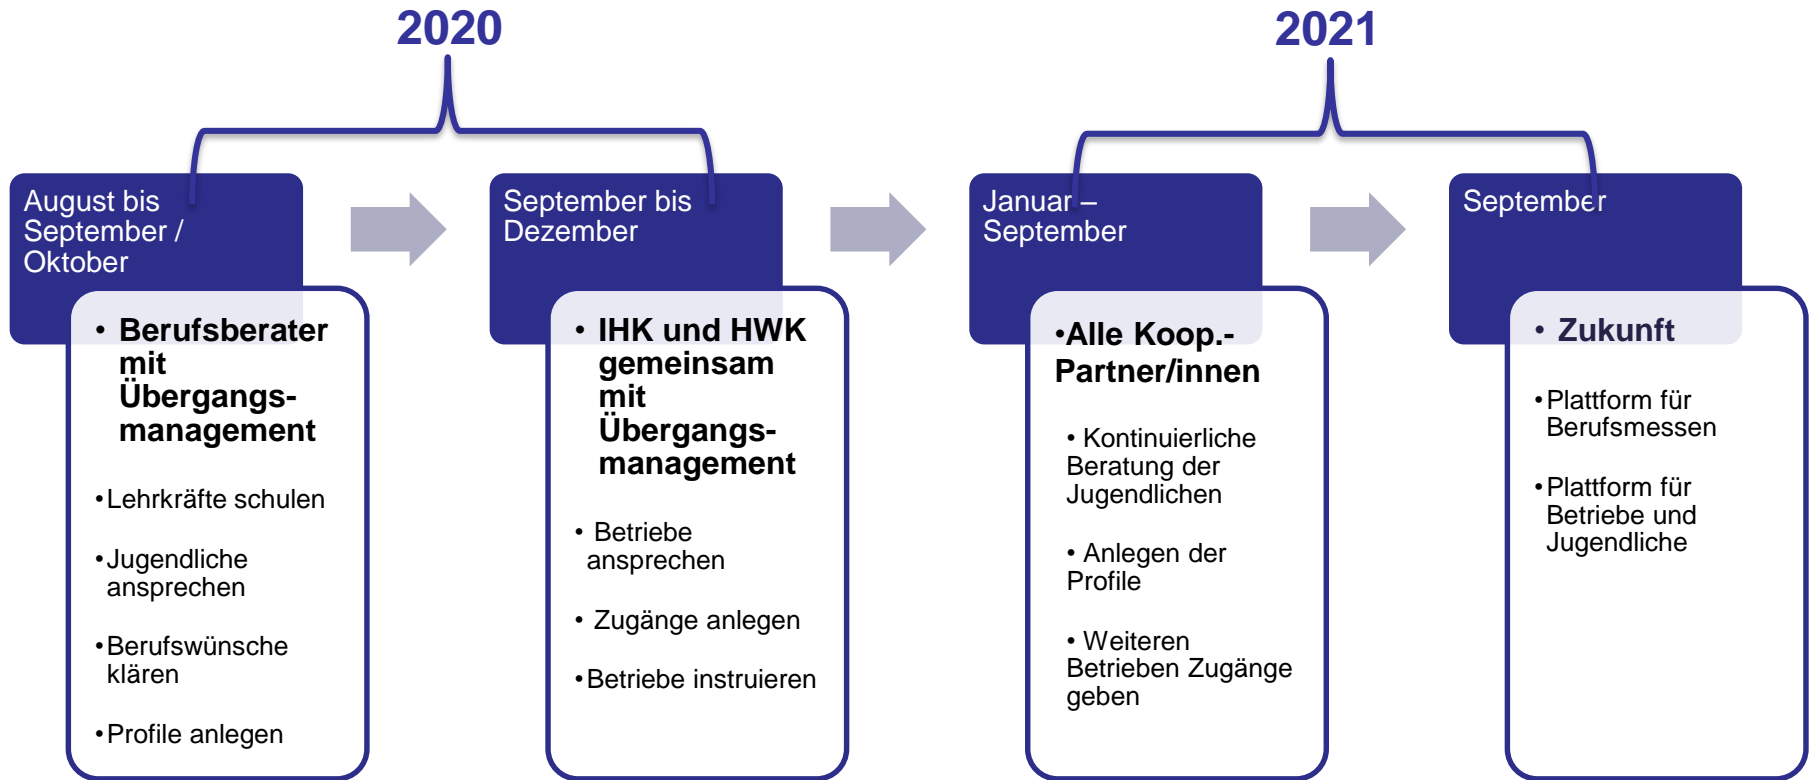 2020
2021
August bis
September /
Oktober
• Berufsberater
mit
Übergangs-
management
•Lehrkräfte schulen
•Jugendliche
ansprechen
•Berufswünsche
klären
•Profile anlegen
September bis
Dezember
• IHK und HWK
gemeinsam
mit
Übergangs-
management
• Betriebe
ansprechen
• Zugänge anlegen
•Betriebe instruieren
Januar –
September
•Alle Koop.-
Partner/innen
• Kontinuierliche
Beratung der
Jugendlichen
• Anlegen der
Profile
• Weiteren
Betrieben Zugänge
geben
September
• Zukunft
•Plattform für
Berufsmessen
•Plattform für
Betriebe und
Jugendliche